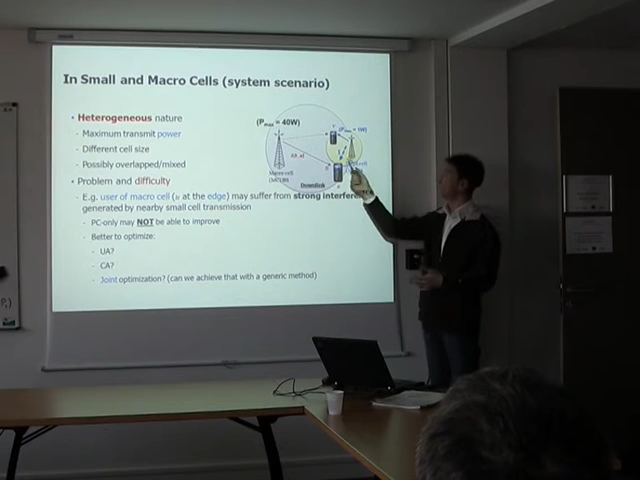 In Small and Macro Cells (system scenario)
• Heterogeneous nature
- Maximum transmit power
- Different cell size
- Possibly overlapped/mixed
(Pmax = 40W)
(Pmax = 1W)
Macro-cell
Downlink
• Problem and difficulty
- E.g. user of macro cell (u at the edge) may suffer from strong
generated by nearby small cell transmission
- PC-only may NOT be able to improve
- Better to optimize:
- UA?
- CA?
- Joint optimization? (can we achieve that with a generic method)